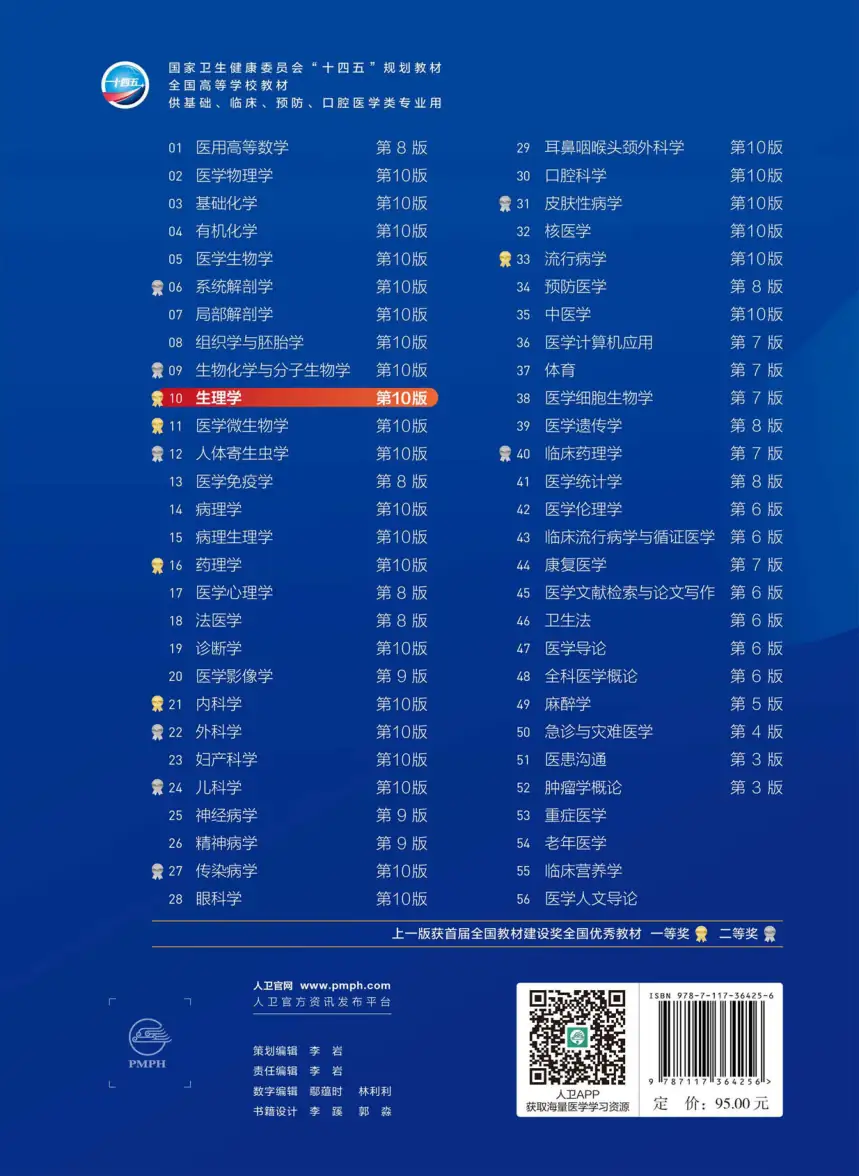 十四五
国家卫生健康委员会“十四五”规划教材
全国高等学校教材
供基础、临床、预防、口腔医学类专业用
01 医用高等数学 第 8 版
02 医学物理学 第10版
03 基础化学 第10版
04 有机化学 第10版
05 医学生物学 第10版
06 系统解剖学 第10版
07 局部解剖学 第10版
08 组织学与胚胎学 第10版
09 生物化学与分子生物学 第10版
10 生理学 第10版
11 医学微生物学 第10版
12 人体寄生虫学 第10版
13 医学免疫学 第 8 版
14 病理学 第10版
15 病理生理学 第10版
16 药理学 第10版
17 医学心理学 第 8 版
18 法医学 第 8 版
19 诊断学 第10版
20 医学影像学 第 9 版
21 内科学 第10版
22 外科学 第10版
23 妇产科学 第10版
24 儿科学 第10版
25 神经病学 第 9 版
26 精神病学 第 9 版
27 传染病学 第10版
28 眼科学 第10版
29 耳鼻咽喉头颈外科学 第10版
30 口腔科学 第10版
31 皮肤性病学 第10版
32 核医学 第10版
33 流行病学 第10版
34 预防医学 第 8 版
35 中医学 第10版
36 医学计算机应用 第 7 版
37 体育 第 7 版
38 医学细胞生物学 第 7 版
39 医学遗传学 第 8 版
40 临床药理学 第 7 版
41 医学统计学 第 8 版
42 医学伦理学 第 6 版
43 临床流行病学与循证医学 第 6 版
44 康复医学 第 7 版
45 医学文献检索与论文写作 第 6 版
46 卫生法 第 6 版
47 医学导论 第 6 版
48 全科医学概论 第 6 版
49 麻醉学 第 5 版
50 急诊与灾难医学 第 4 版
51 医患沟通 第 3 版
52 肿瘤学概论 第 3 版
53 重症医学
54 老年医学
55 临床营养学
56 医学人文导论
上一版获首届全国教材建设奖全国优秀教材 一等奖 二等奖
PMPH
人卫官网 www.pmph.com
人卫官方资讯发布平台
策划编辑 李 岩
责任编辑 李 岩
数字编辑 鄢蕴时 林利利
书籍设计 李 蹊 郭 淼
人卫APP
获取海量医学学习资源
ISBN 978-7-117-36425-6
9 787117 364256 >
定 价: 95.00 元